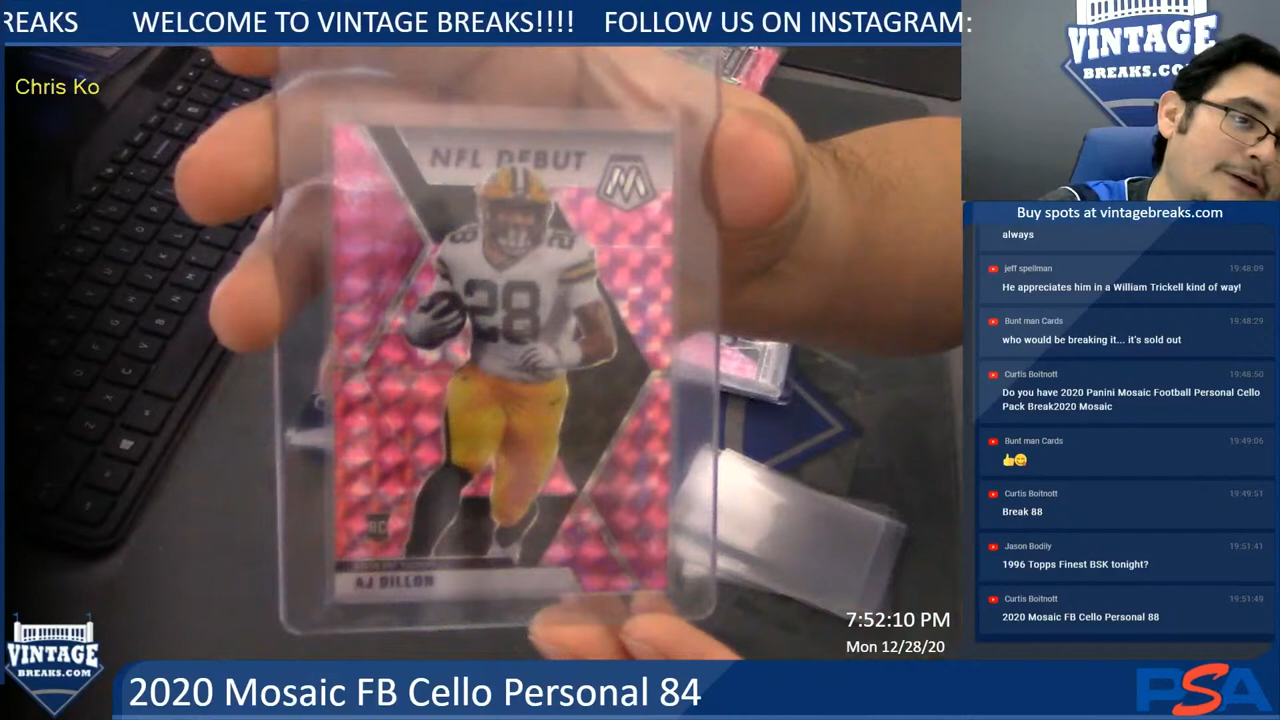 REAKS WELCOME TO VINTAGE BREAKS!!!! FOLLOW US ON INSTAGRAM:
Chris Ko
VINTAGE
BREAKS.COM
NFL DEBUT
28
28
RC
AJ DILLON
Buy spots at vintagebreaks.com
always
jeff spellman 19:48:09
He appreciates him in a William Trickell kind of way!
Bunt man Cards 19:48:29
who would be breaking it... it's sold out
Curtis Boitnott 19:48:50
Do you have 2020 Panini Mosaic Football Personal Cello
Pack Break2020 Mosaic
Bunt man Cards 19:49:06
Curtis Boitnott 19:49:51
Break 88
Jason Bodily 19:51:41
1996 Topps Finest BSK tonight?
Curtis Boitnott 19:51:49
2020 Mosaic FB Cello Personal 88
7:52:10 PM
Mon 12/28/20
VINTAGE
BREAKS.COM
2020 Mosaic FB Cello Personal 84
PSA